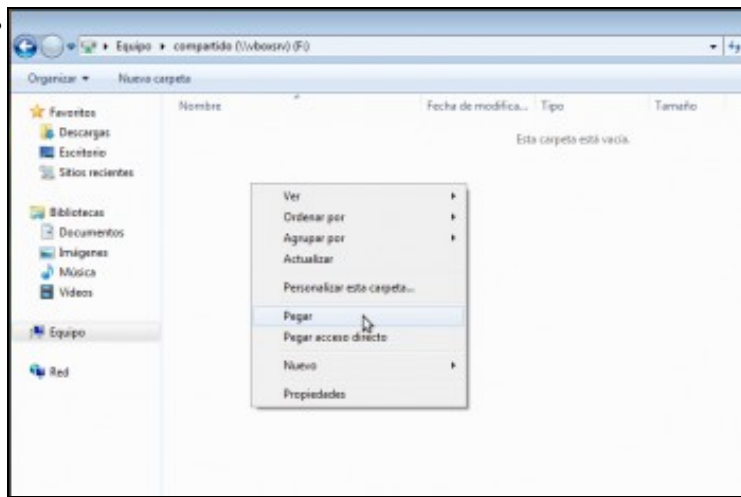 Equipo ▸ compartido (\\vboxsrv) (F:)
Organizar ▾ Nueva carpeta
Nombre Fecha de modifica... Tipo Tamaño
Esta carpeta está vacía.
Favoritos
Descargas
Escritorio
Sitios recientes
Bibliotecas
Documentos
Imágenes
Música
Vídeos
Equipo
Red
Ver
Ordenar por
Agrupar por
Actualizar
Personalizar esta carpeta...
Pegar
Pegar acceso directo
Nuevo
Propiedades